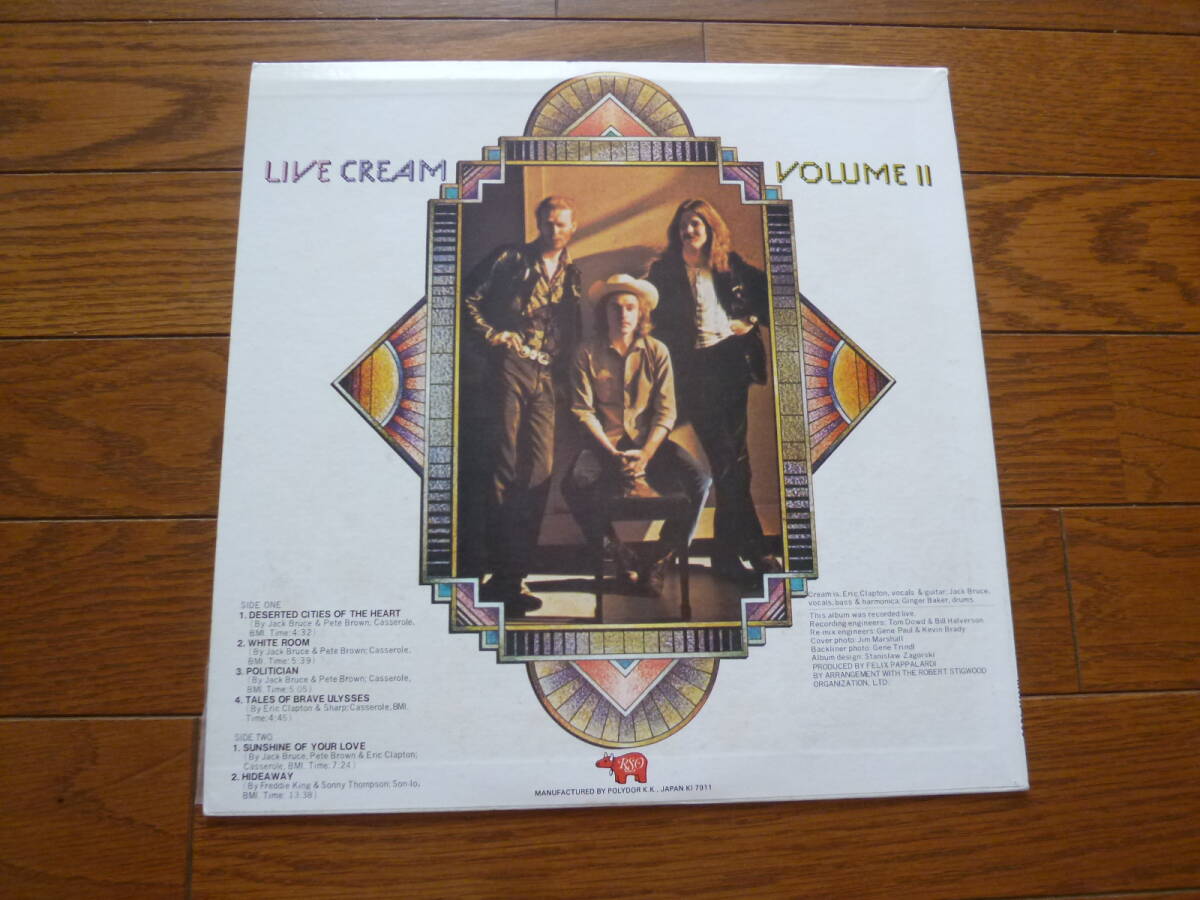 LIVE CREAM
VOLUME II
SIDE ONE
1. DESERTED CITIES OF THE HEART
(By Jack Bruce & Pete Brown; Casserole,
BMI. Time: 4:32)
2. WHITE ROOM
(By Jack Bruce & Pete Brown; Casserole,
BMI. Time: 5:39)
3. POLITICIAN
(By Jack Bruce & Pete Brown; Casserole,
BMI. Time: 5:05)
4. TALES OF BRAVE ULYSSES
(By Eric Clapton & Sharp; Casserole, BMI.
Time: 4:45)
SIDE TWO
1. SUNSHINE OF YOUR LOVE
(By Jack Bruce, Pete Brown & Eric Clapton;
Casserole, BMI. Time: 7:24)
2. HIDEAWAY
(By Freddie King & Sonny Thompson; Son-lo,
BMI. Time: 13:38)
Cream is: Eric Clapton, vocals & guitar; Jack Bruce,
vocals, bass & harmonica; Ginger Baker, drums.
This album was recorded live.
Recording engineers: Tom Dowd & Bill Halverson
Re-mix engineers: Gene Paul & Kevin Brady
Cover photo: Jim Marshall
Backliner photo: Gene Trindl
Album design: Stanislaw Zagorski
PRODUCED BY FELIX PAPPALARDI
BY ARRANGEMENT WITH THE ROBERT STIGWOOD
ORGANIZATION, LTD.
RSO
MANUFACTURED BY POLYDOR K.K., JAPAN KI 7911